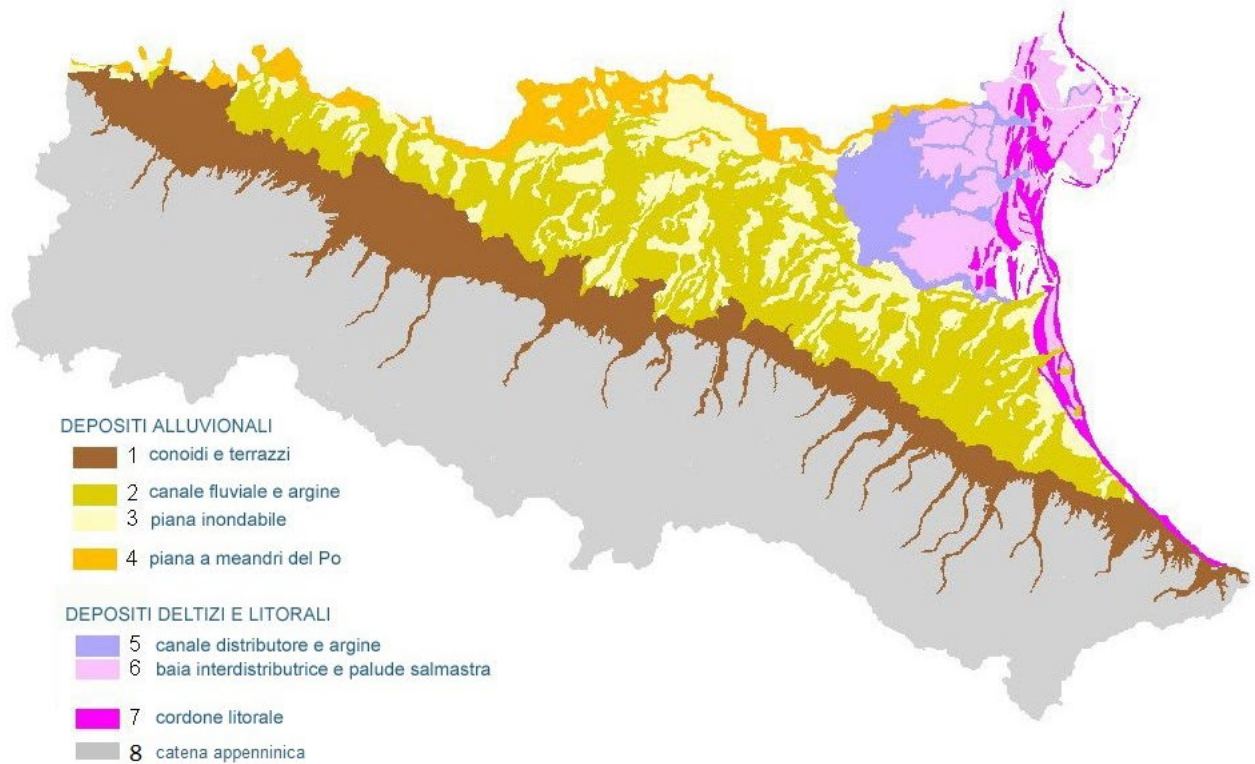 DEPOSITI ALLUVIONALI
1 conoidi e terrazzi
2 canale fluviale e argine
3 piana inondabile
4 piana a meandri del Po
DEPOSITI DELTIZI E LITORALI
5 canale distributore e argine
6 baia interdistributrice e palude salmastra
7 cordone litorale
8 catena appenninica